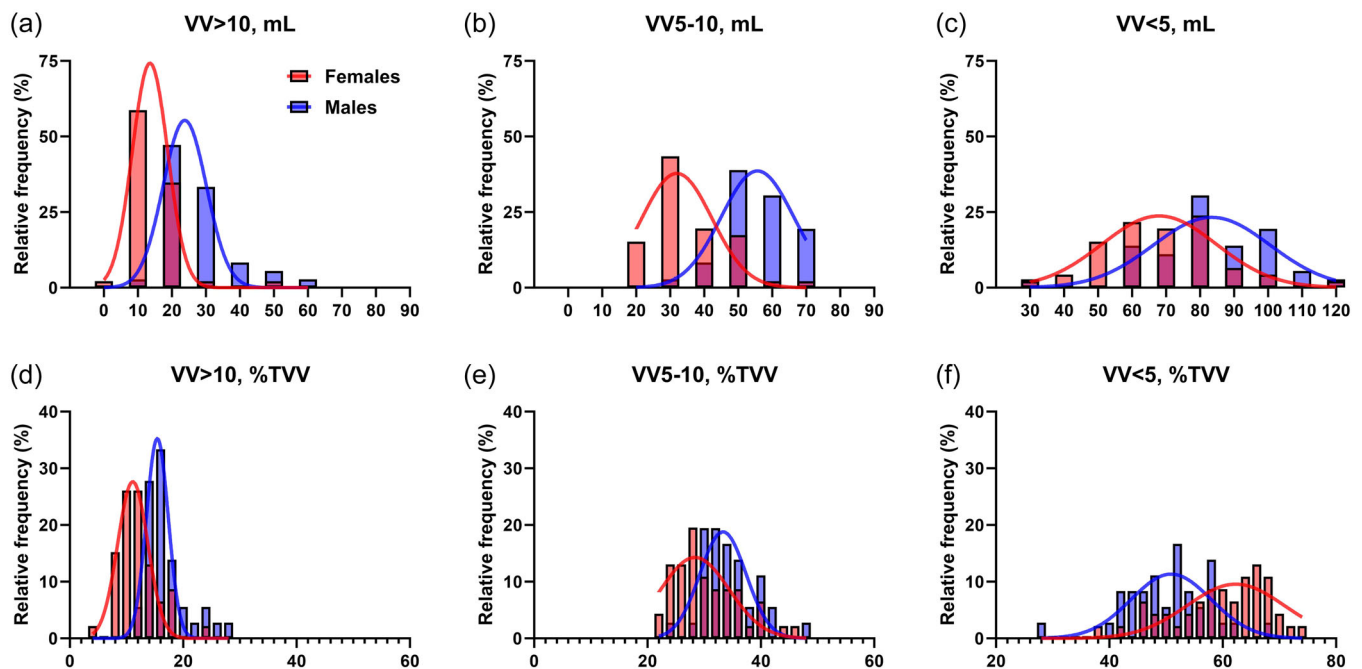 (a) VV>10, mL
Relative frequency (%)
75
50
25
0
0 10 20 30 40 50 60 70 80 90
Females
Males
(b) VV5-10, mL
Relative frequency (%)
75
50
25
0
0 10 20 30 40 50 60 70 80 90
(c) VV<5, mL
Relative frequency (%)
75
50
25
0
30 40 50 60 70 80 90 100 110 120
(d) VV>10, %TVV
Relative frequency (%)
40
30
20
10
0
0 20 40 60
(e) VV5-10, %TVV
Relative frequency (%)
40
30
20
10
0
0 20 40 60
(f) VV<5, %TVV
Relative frequency (%)
40
30
20
10
0
20 40 60 80